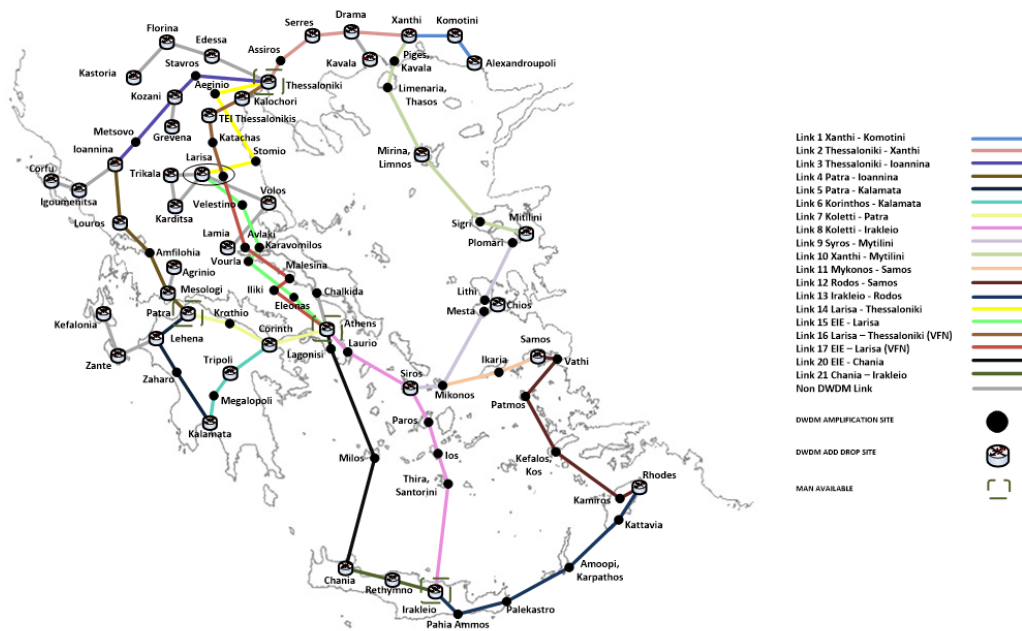 Florina
Edessa
Stavros
Kastoria
Aeginio
Kozani
Grevena
Metsovo
Ioannina
Corfu
Igoumenitsa
Assiros
Serres
Drama
Xanthi
Komotini
Kavala
Piges,
Kavala
Alexandroupoli
Thessaloniki
Kalochori
Limenaria,
Thasos
TEI Thessalonikis
Katachas
Larisa
Stomio
Trikala
Karditsa
Volos
Velestino
Mirina,
Limnos
Sigri
Mitilini
Plomari
Louros
Lamia
Avlaki
Karavomilos
Vourla
Malesina
Amfilohia
Agrinio
Mesologi
Iliki
Eleonas
Chalkida
Lithi
Chios
Mesta
Kefalonia
Patra
Krathio
Lehena
Corinth
Athens
Lagonisi
Laurio
Zante
Tripoli
Zaharo
Megalopoli
Kalamata
Siros
Ikaria
Samos
Vathi
Mikonos
Patmos
Paros
Milos
Ios
Thira,
Santorini
Kefalos,
Kos
Rhodes
Kamiros
Kattavia
Amoopi,
Karpathos
Chania
Rethymno
Irakleio
Palekastro
Pahia Ammos
Link 1 Xanthi - Komotini
Link 2 Thessaloniki - Xanthi
Link 3 Thessaloniki - Ioannina
Link 4 Patra - Ioannina
Link 5 Patra - Kalamata
Link 6 Korinthos - Kalamata
Link 7 Koletti - Patra
Link 8 Koletti - Irakleio
Link 9 Syros - Mytilini
Link 10 Xanthi - Mytilini
Link 11 Mykonos - Samos
Link 12 Rodos - Samos
Link 13 Irakleio - Rodos
Link 14 Larisa - Thessaloniki
Link 15 EIE - Larisa
Link 16 Larisa – Thessaloniki (VFN)
Link 17 EIE – Larisa (VFN)
Link 20 EIE - Chania
Link 21 Chania – Irakleio
Non DWDM Link
DWDM AMPLIFICATION SITE
DWDM ADD DROP SITE
MAN AVAILABLE